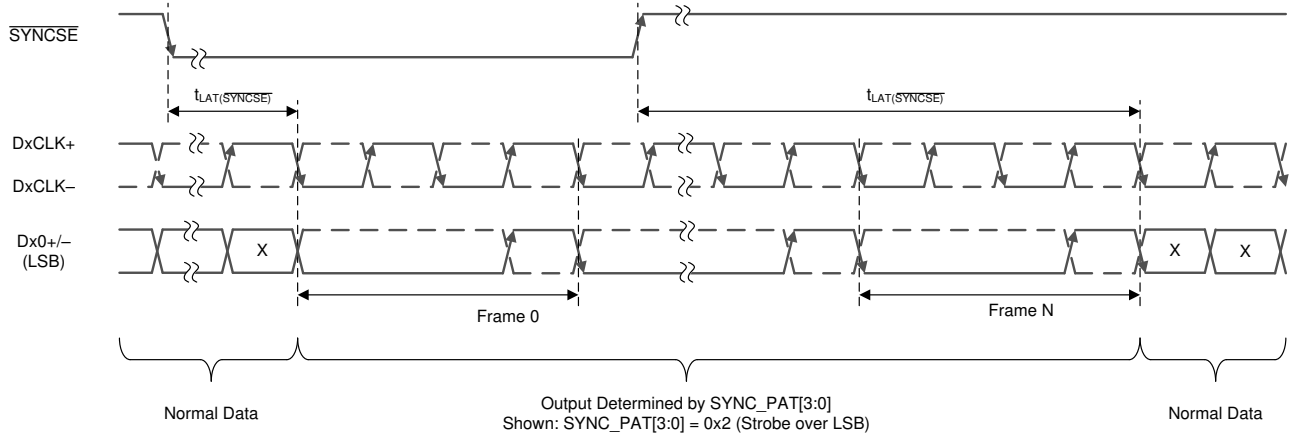 SYNCSE
tLAT(SYNCSE)
tLAT(SYNCSE)
DxCLK+
DxCLK–
Dx0+/–
(LSB)
X
X
X
Frame 0
Frame N
Normal Data
Output Determined by SYNC_PAT[3:0]
Shown: SYNC_PAT[3:0] = 0x2 (Strobe over LSB)
Normal Data